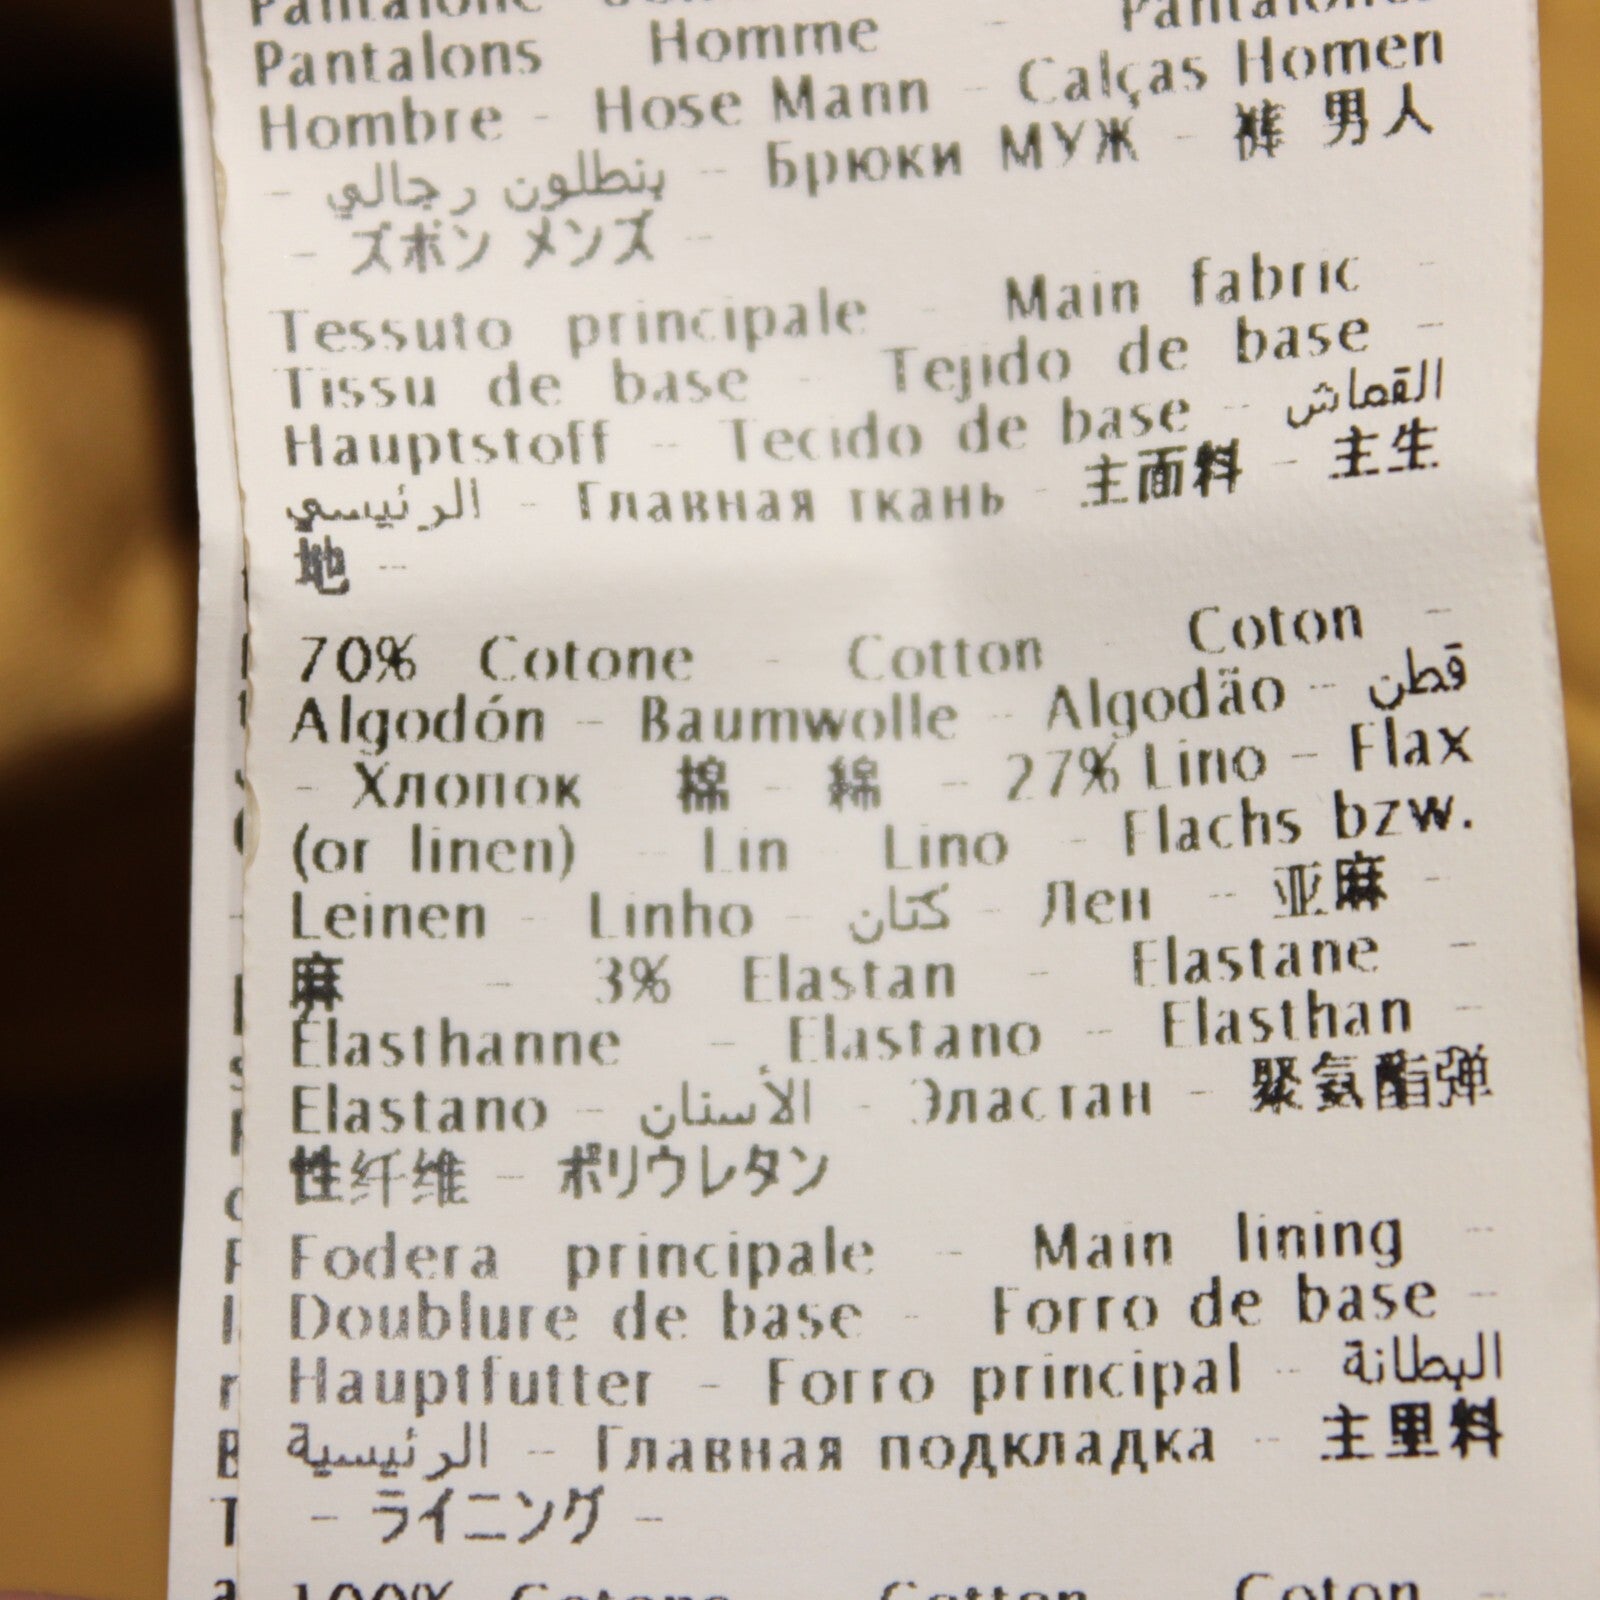 Pantalone - Pantalones
Pantalons Homme - 
Hombre - Hose Mann - Calças Homen
- بنطلون رجالي - Брюки МУЖ - 裤 男人
- ズボン メンズ -
Tessuto principale - Main fabric -
Tissu de base - Tejido de base -
Hauptstoff - Tecido de base - القماش
الرئيسي - Главная ткань - 主面料 - 主生
地 -
70% Cotone - Cotton - Coton -
Algodón - Baumwolle - Algodão - قطن
- Хлопок - 棉 - 綿 - 27% Lino - Flax
(or linen) - Lin - Lino - Flachs bzw.
Leinen - Linho - كتان - Лен - 亚麻 -
麻 - 3% Elastan - Elastane -
Élasthanne - Elastano - Elasthan -
Elastano - الأستان - Эластан - 聚氨酯弹
性纤维 - ポリウレタン
Fodera principale - Main lining -
Doublure de base - Forro de base -
Hauptfutter - Forro principal - البطانة
الرئيسية - Главная подкладка - 主里料
- ライニング -
100% Cotone - Cotton - Coton -